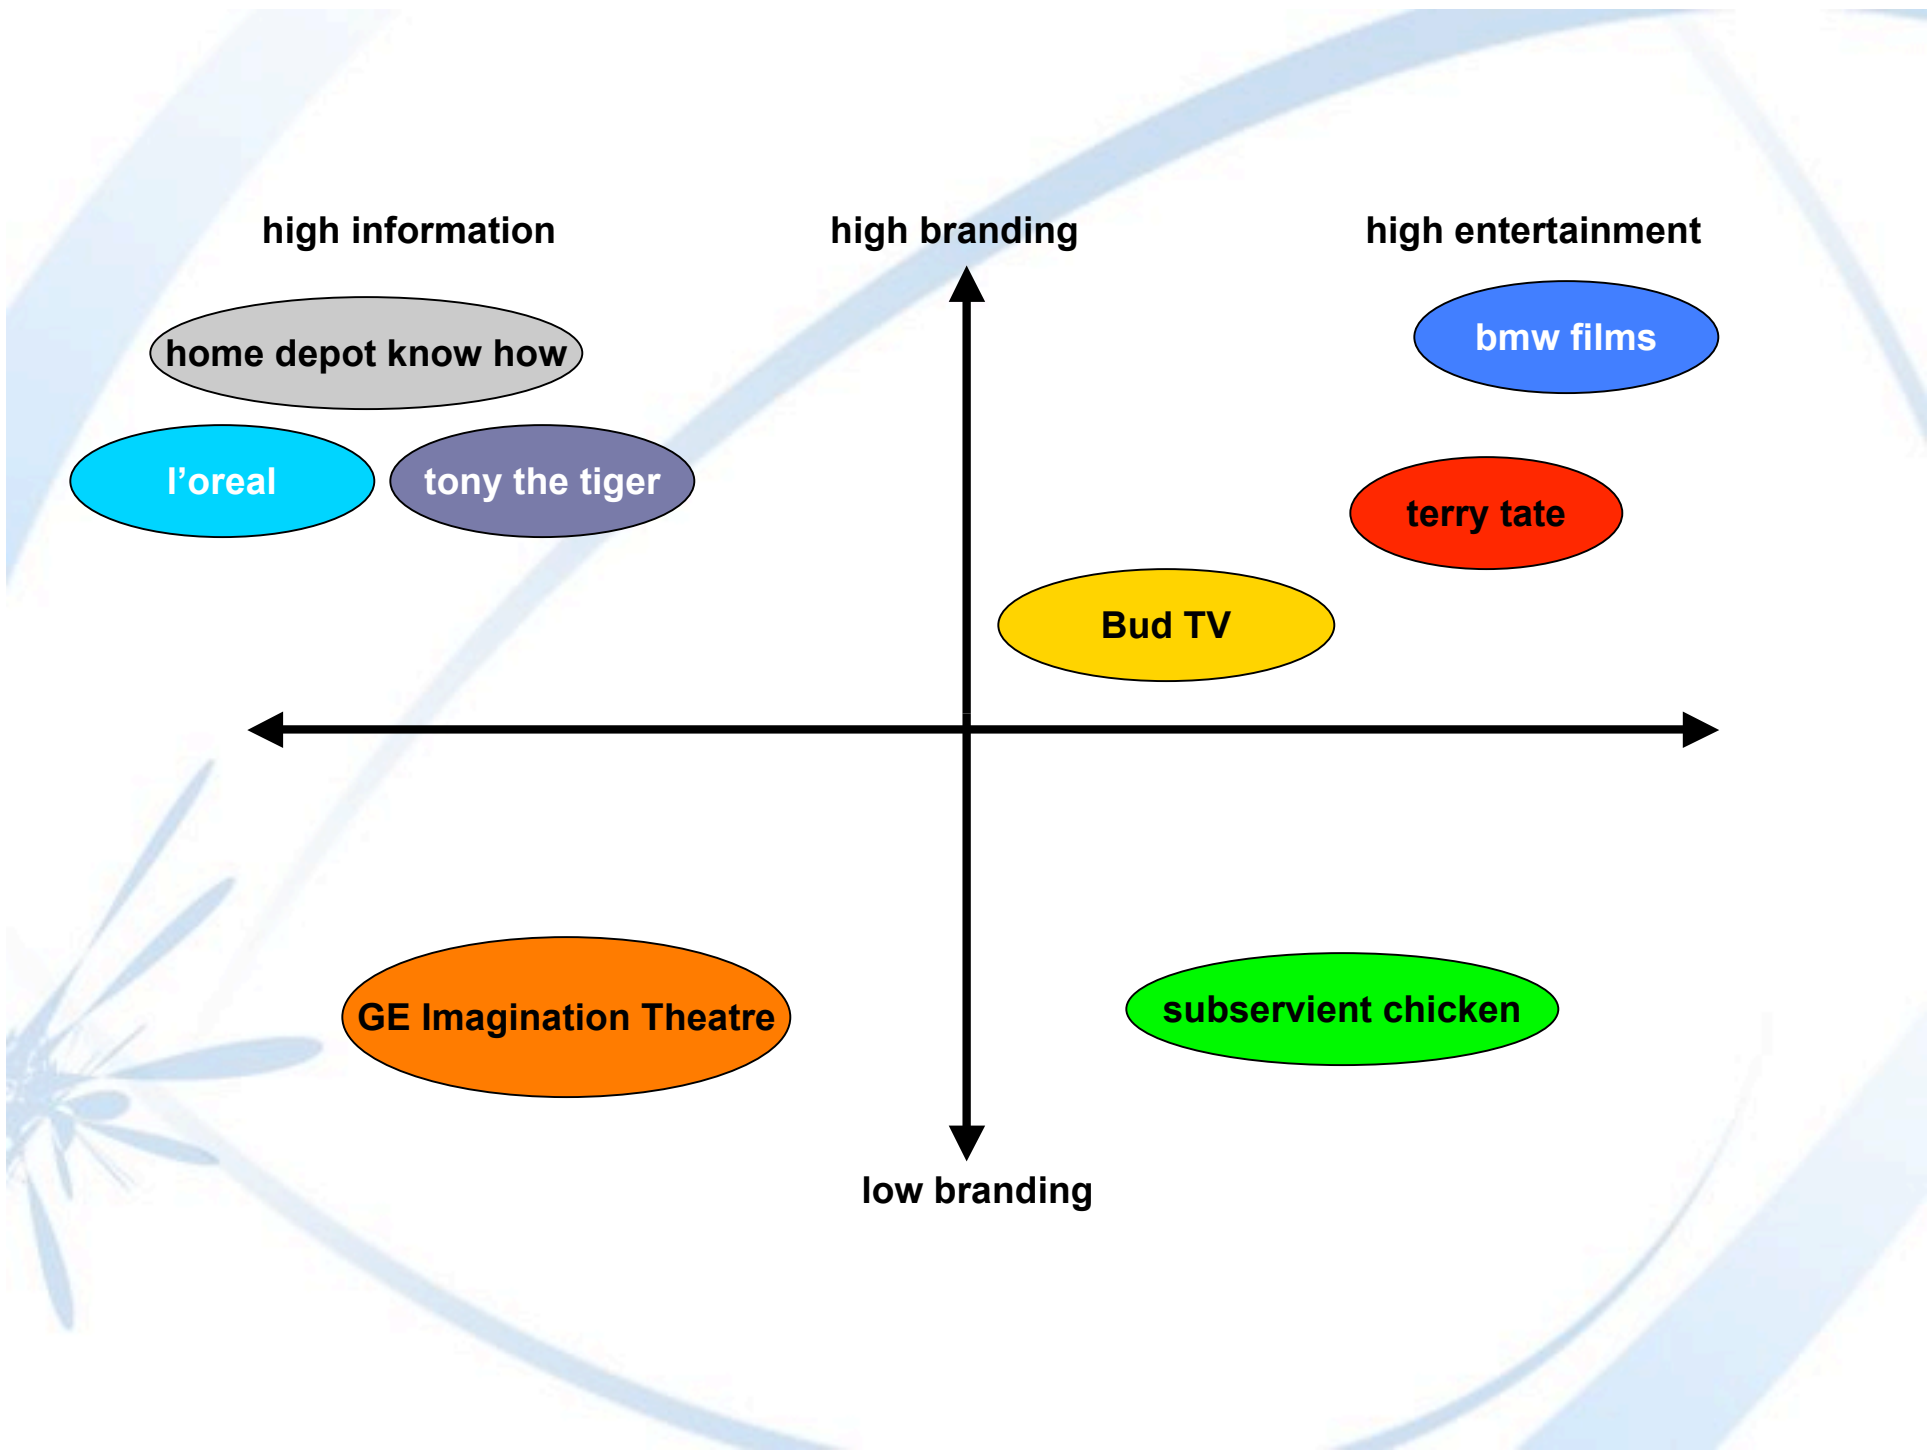 high information
high branding
high entertainment
home depot know how
bmw films
l’oreal
tony the tiger
terry tate
Bud TV
GE Imagination Theatre
subservient chicken
low branding